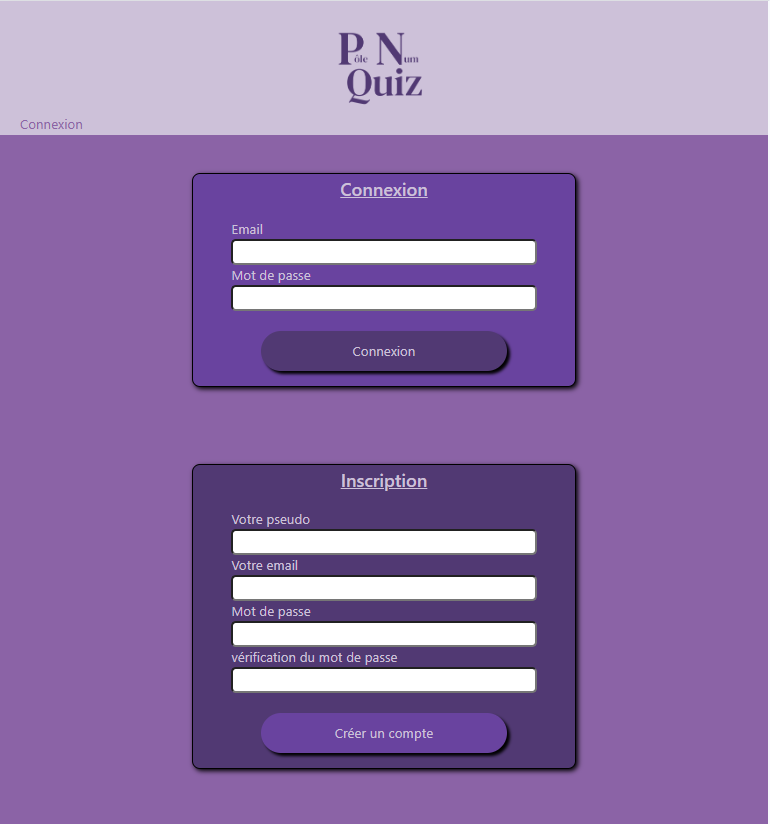 Pôle Num
Quiz
Connexion
Connexion
Email
Mot de passe
Connexion
Inscription
Votre pseudo
Votre email
Mot de passe
vérification du mot de passe
Créer un compte